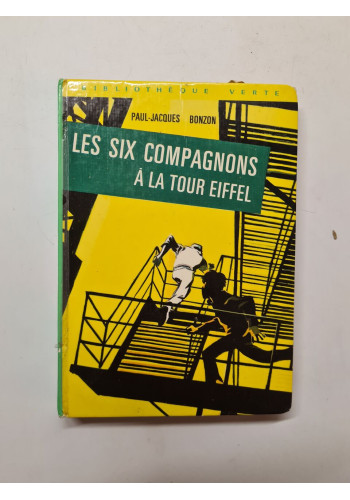 BIBLIOTHÈQUE VERTE
PAUL-JACQUES BONZON
LES SIX COMPAGNONS
À LA TOUR EIFFEL